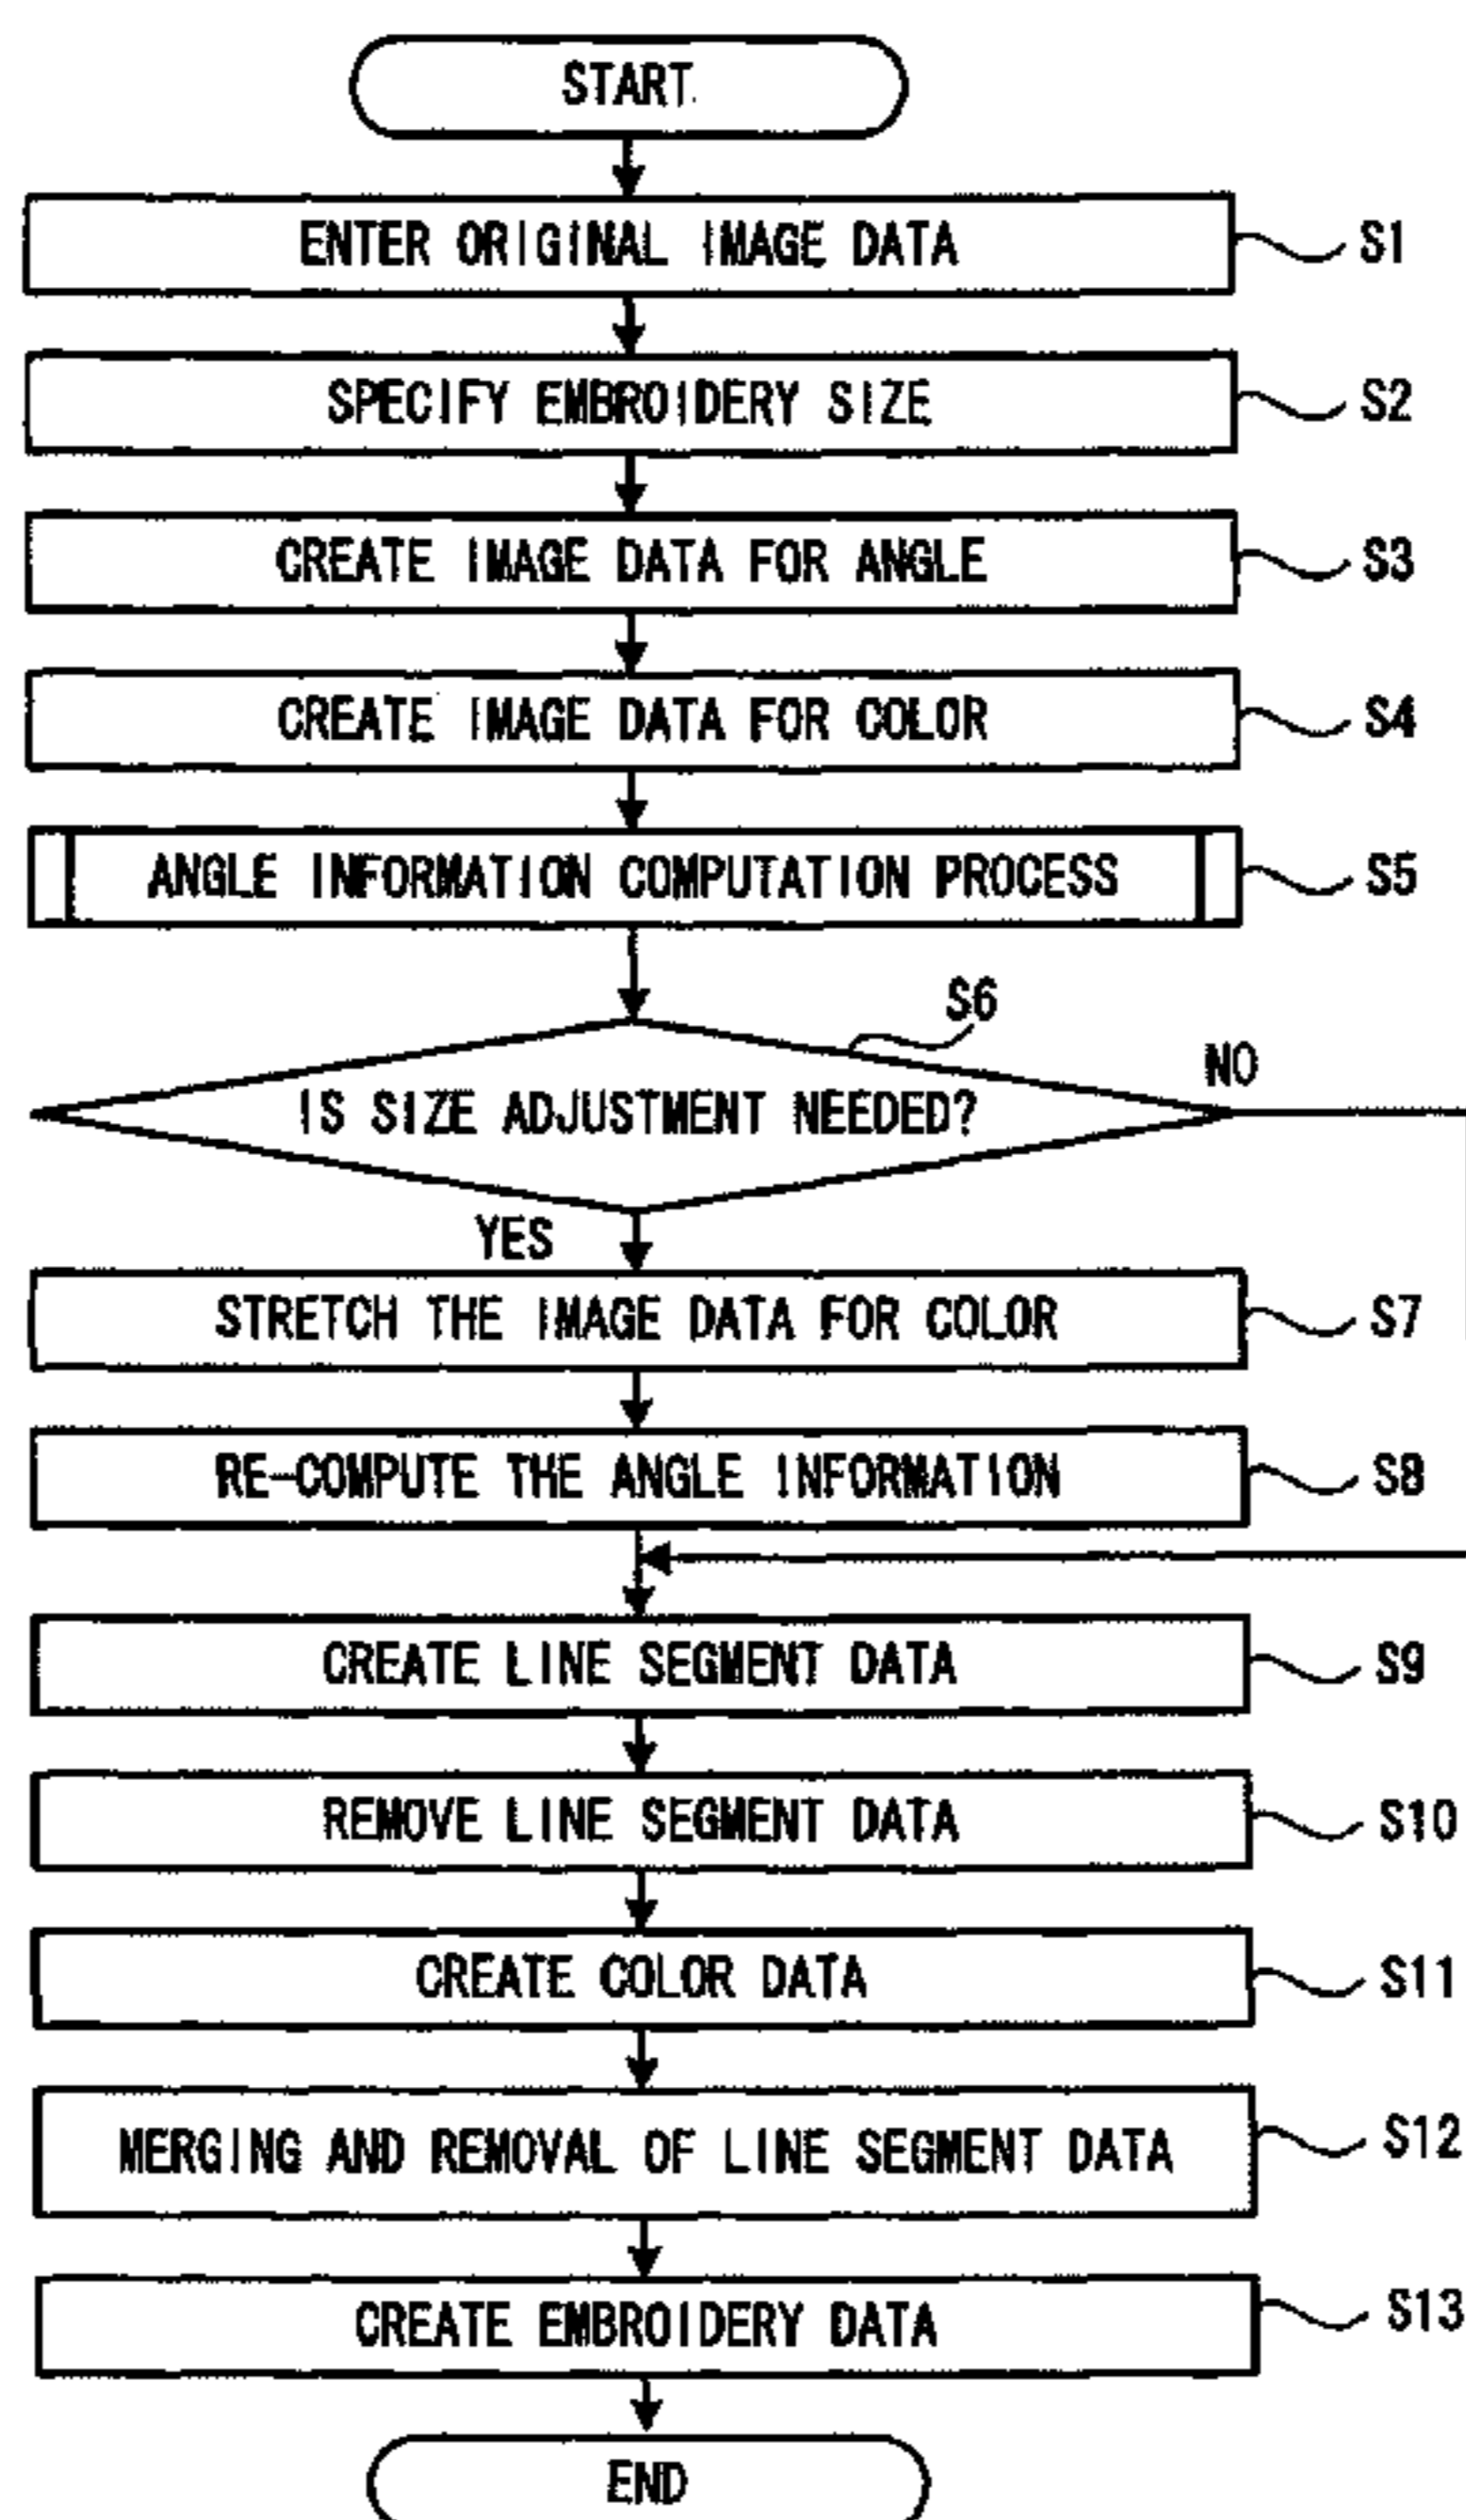 START
ENTER ORIGINAL IMAGE DATA S1
SPECIFY EMBROIDERY SIZE S2
CREATE IMAGE DATA FOR ANGLE S3
CREATE IMAGE DATA FOR COLOR S4
ANGLE INFORMATION COMPUTATION PROCESS S5
S6
NO
IS SIZE ADJUSTMENT NEEDED?
YES
STRETCH THE IMAGE DATA FOR COLOR S7
RE-COMPUTE THE ANGLE INFORMATION S8
CREATE LINE SEGMENT DATA S9
REMOVE LINE SEGMENT DATA S10
CREATE COLOR DATA S11
MERGING AND REMOVAL OF LINE SEGMENT DATA S12
CREATE EMBROIDERY DATA S13
END